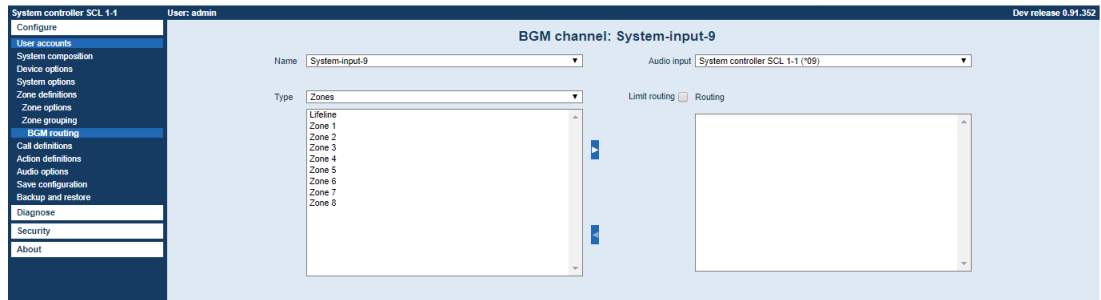 System controller SCL 1-1 User: admin Dev release 0.91.352
Configure
User accounts
System composition
Device options
System options
Zone definitions
Zone options
Zone grouping
BGM routing
Call definitions
Action definitions
Audio options
Save configuration
Backup and restore
Diagnose
Security
About
BGM channel: System-input-9
Name System-input-9 Audio input System controller SCL 1-1 (*09)
Type Zones Limit routing Routing
Lifeline
Zone 1
Zone 2
Zone 3
Zone 4
Zone 5
Zone 6
Zone 7
Zone 8